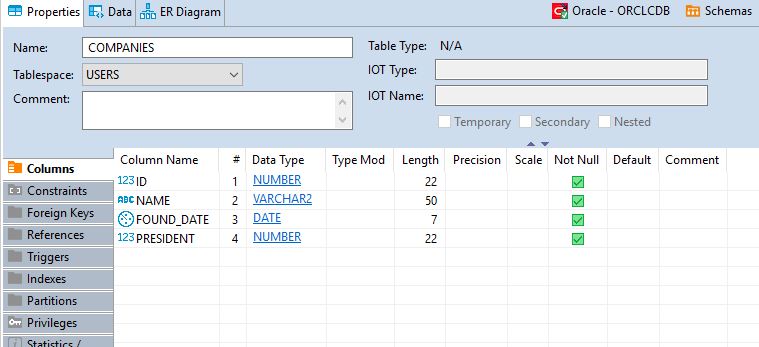 Properties Data ER Diagram Oracle - ORCLCDB Schemas
Name: COMPANIES Table Type: N/A
Tablespace: USERS IOT Type:
Comment: IOT Name:
Temporary Secondary Nested
Columns
Constraints
Foreign Keys
References
Triggers
Indexes
Partitions
Privileges
Statistics /
Column Name # Data Type Type Mod Length Precision Scale Not Null Default Comment
123 ID 1 NUMBER 22
ABC NAME 2 VARCHAR2 50
FOUND_DATE 3 DATE 7
123 PRESIDENT 4 NUMBER 22